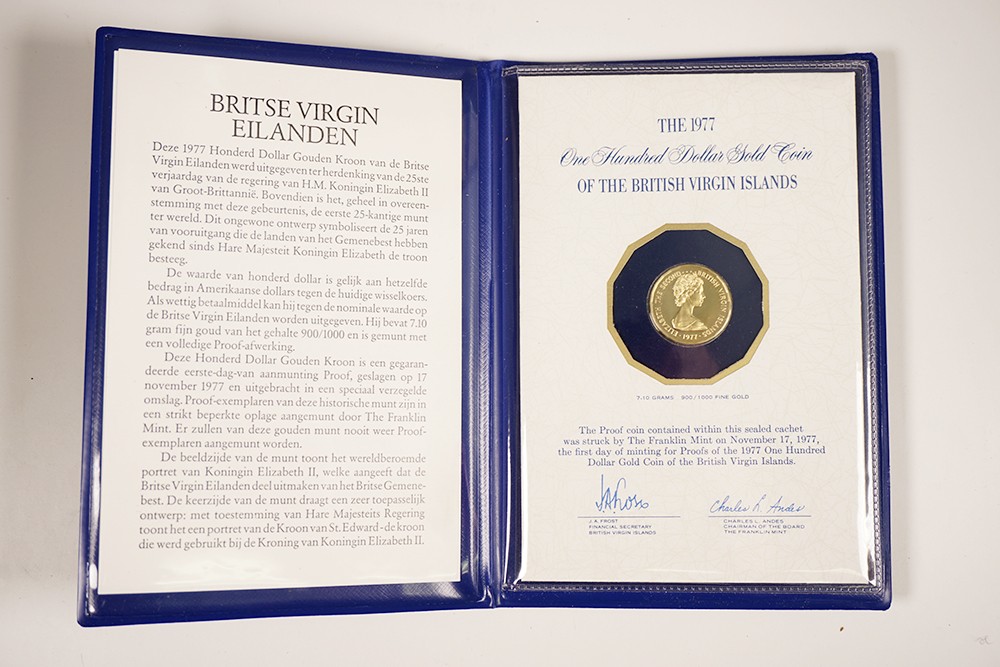 BRITSE VIRGIN
EILANDEN
Deze 1977 Honderd Dollar Gouden Kroon van de Britse
Virgin Eilanden werd uitgegeven ter herdenking van de 25ste
verjaardag van de regering van H.M. Koningin Elizabeth II
van Groot-Brittannië. Bovendien is het, geheel in overeen-
stemming met deze gebeurtenis, de eerste 25-kantige munt
ter wereld. Dit ongewone ontwerp symboliseert de 25 jaren
van vooruitgang die de landen van het Gemenebest hebben
gekend sinds Hare Majesteit Koningin Elizabeth de troon
besteeg.
De waarde van honderd dollar is gelijk aan hetzelfde
bedrag in Amerikaanse dollars tegen de huidige wisselkoers.
Als wettig betaalmiddel kan hij tegen de nominale waarde op
de Britse Virgin Eilanden worden uitgegeven. Hij bevat 7.10
gram fijn goud van het gehalte 900/1000 en is gemunt met
een volledige Proof-afwerking.
Deze Honderd Dollar Gouden Kroon is een gegaran-
deerde eerste-dag-van aanmunting Proof, geslagen op 17
november 1977 en uitgebracht in een speciaal verzegelde
omslag. Proof-exemplaren van deze historische munt zijn in
een strikt beperkte oplage aangemunt door The Franklin
Mint. Er zullen van deze gouden munt nooit weer Proof-
exemplaren aangemunt worden.
De beeldzijde van de munt toont het wereldberoemde
portret van Koningin Elizabeth II, welke aangeeft dat de
Britse Virgin Eilanden deel uitmaken van het Britse Gemene-
best. De keerzijde van de munt draagt een zeer toepasselijk
ontwerp: met toestemming van Hare Majesteits Regering
toont het een portret van de Kroon van St. Edward - de kroon
die werd gebruikt bij de Kroning van Koningin Elizabeth II.
THE 1977
One Hundred Dollar Gold Coin
OF THE BRITISH VIRGIN ISLANDS
ELIZABETH THE SECOND · BRITISH VIRGIN ISLANDS
· 1977 ·
7·10 GRAMS 900/1000 FINE GOLD
The Proof coin contained within this sealed cachet
was struck by The Franklin Mint on November 17, 1977,
the first day of minting for Proofs of the 1977 One Hundred
Dollar Gold Coin of the British Virgin Islands.
J.A. Frost
Charles L. Andes
J. A. FROST
FINANCIAL SECRETARY
BRITISH VIRGIN ISLANDS
CHARLES L. ANDES
CHAIRMAN OF THE BOARD
THE FRANKLIN MINT